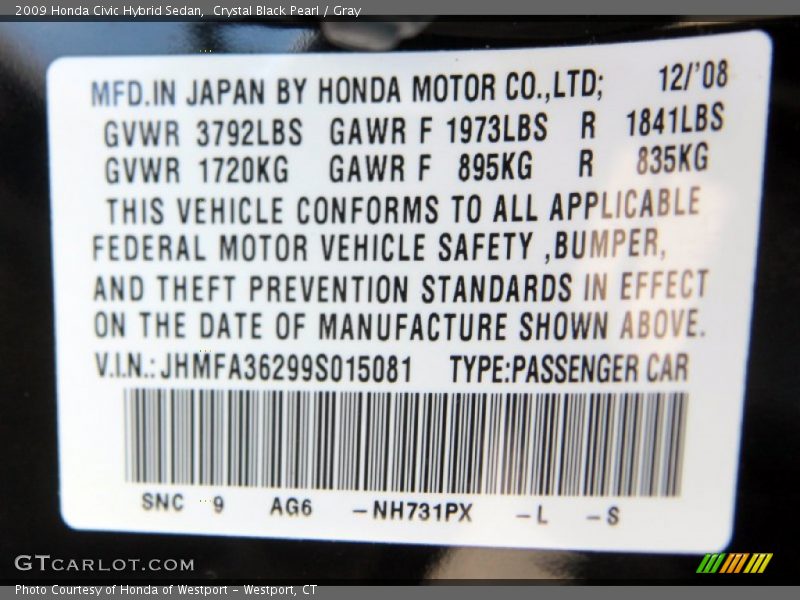 2009 Honda Civic Hybrid Sedan,  Crystal Black Pearl / Gray
MFD.IN JAPAN BY HONDA MOTOR CO.,LTD; 12/'08
GVWR 3792LBS GAWR F 1973LBS R 1841LBS
GVWR 1720KG GAWR F 895KG R 835KG
THIS VEHICLE CONFORMS TO ALL APPLICABLE
FEDERAL MOTOR VEHICLE SAFETY ,BUMPER,
AND THEFT PREVENTION STANDARDS IN EFFECT
ON THE DATE OF MANUFACTURE SHOWN ABOVE.
V.I.N.:JHMFA36299S015081 TYPE:PASSENGER CAR
SNC 9 AG6 -NH731PX -L -S
GTCARLOT.COM
Photo Courtesy of Honda of Westport - Westport, CT